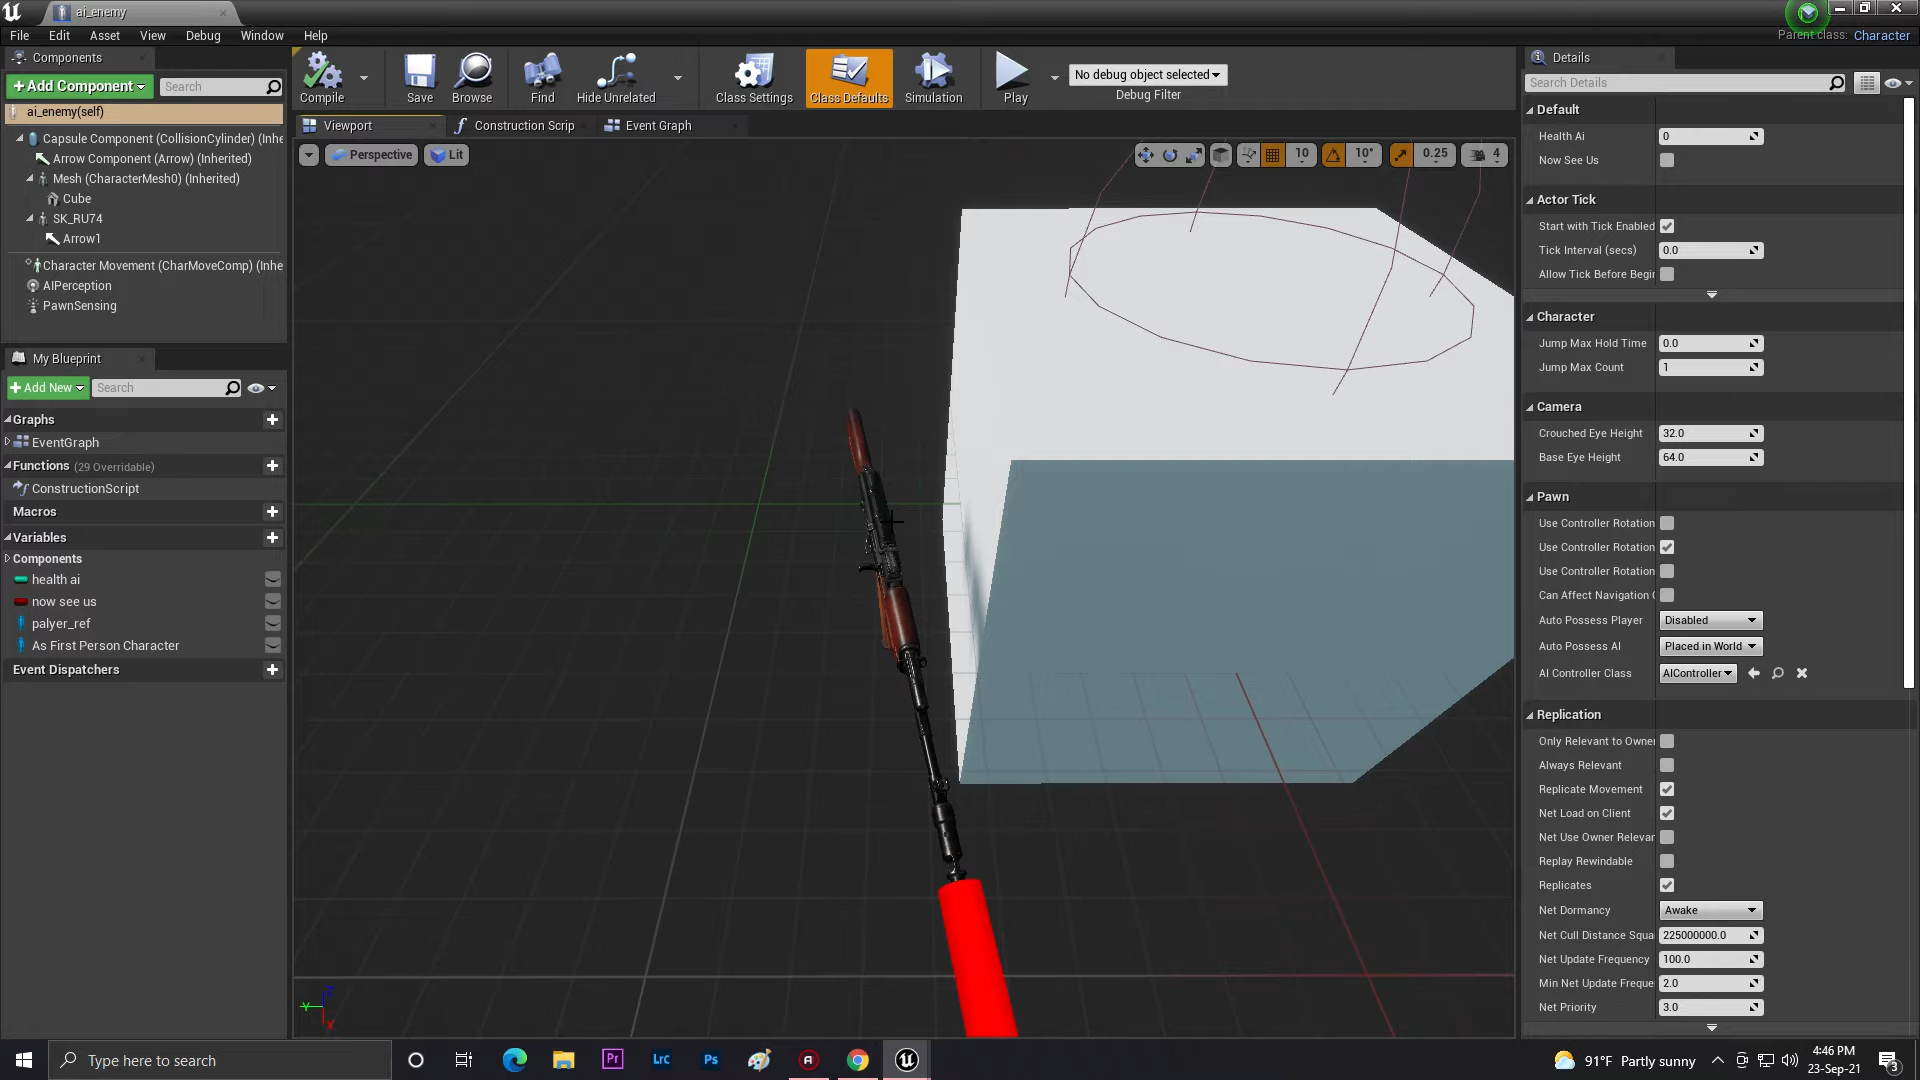 ai_enemy
File Edit Asset View Debug Window Help
Parent class: Character
Components
+ Add Component
Search
ai_enemy(self)
Capsule Component (CollisionCylinder) (Inhe
Arrow Component (Arrow) (Inherited)
Mesh (CharacterMesh0) (Inherited)
Cube
SK_RU74
Arrow1
Character Movement (CharMoveComp) (Inhe
AIPerception
PawnSensing
My Blueprint
+ Add New
Search
Graphs
EventGraph
Functions (29 Overridable)
ConstructionScript
Macros
Variables
Components
health ai
now see us
palyer_ref
As First Person Character
Event Dispatchers
Compile
Save
Browse
Find
Hide Unrelated
Class Settings
Class Defaults
Simulation
Play
No debug object selected
Debug Filter
Viewport
Construction Scrip
Event Graph
Perspective
Lit
10
10°
0.25
4
Y
Z
X
Details
Search Details
Default
Health Ai 0
Now See Us
Actor Tick
Start with Tick Enabled
Tick Interval (secs) 0.0
Allow Tick Before Begin
Character
Jump Max Hold Time 0.0
Jump Max Count 1
Camera
Crouched Eye Height 32.0
Base Eye Height 64.0
Pawn
Use Controller Rotation
Use Controller Rotation
Use Controller Rotation
Can Affect Navigation
Auto Possess Player Disabled
Auto Possess AI Placed in World
AI Controller Class AIController
Replication
Only Relevant to Owner
Always Relevant
Replicate Movement
Net Load on Client
Net Use Owner Relevar
Replay Rewindable
Replicates
Net Dormancy Awake
Net Cull Distance Squa 225000000.0
Net Update Frequency 100.0
Min Net Update Freque 2.0
Net Priority 3.0
Type here to search
Pr
Lrc
Ps
91°F Partly sunny
4:46 PM
23-Sep-21
3